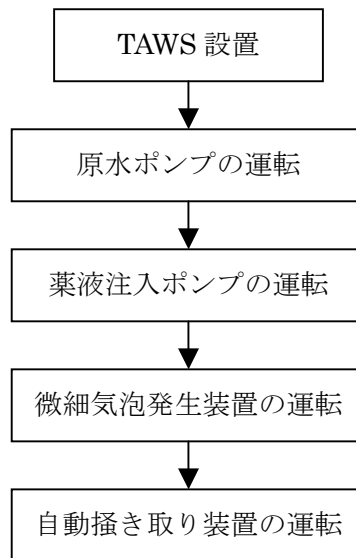 TAWS 設置
原水ポンプの運転
薬液注入ポンプの運転
微細気泡発生装置の運転
自動掻き取り装置の運転